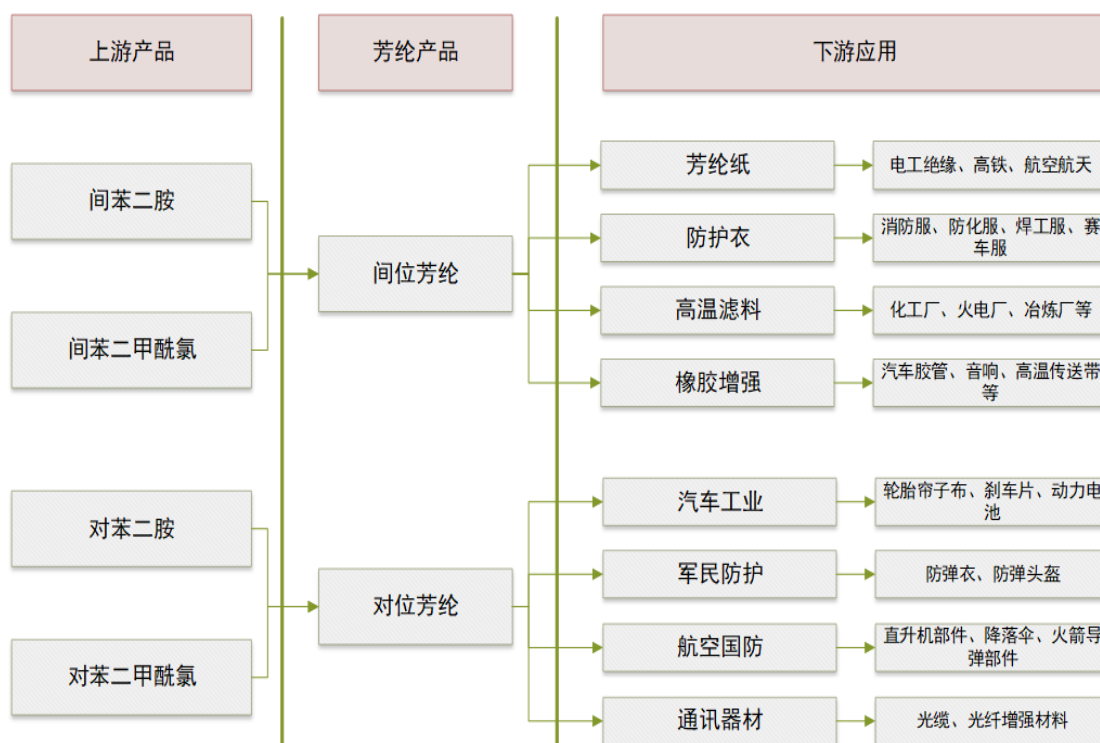 上游产品
芳纶产品
下游应用
间苯二胺
间苯二甲酰氯
间位芳纶
芳纶纸
电工绝缘、高铁、航空航天
防护衣
消防服、防化服、焊工服、赛
车服
高温滤料
化工厂、火电厂、冶炼厂等
橡胶增强
汽车胶管、音响、高温传送带
等
对苯二胺
对苯二甲酰氯
对位芳纶
汽车工业
轮胎帘子布、刹车片、动力电
池
军民防护
防弹衣、防弹头盔
航空国防
直升机部件、降落伞、火箭导
弹部件
通讯器材
光缆、光纤增强材料